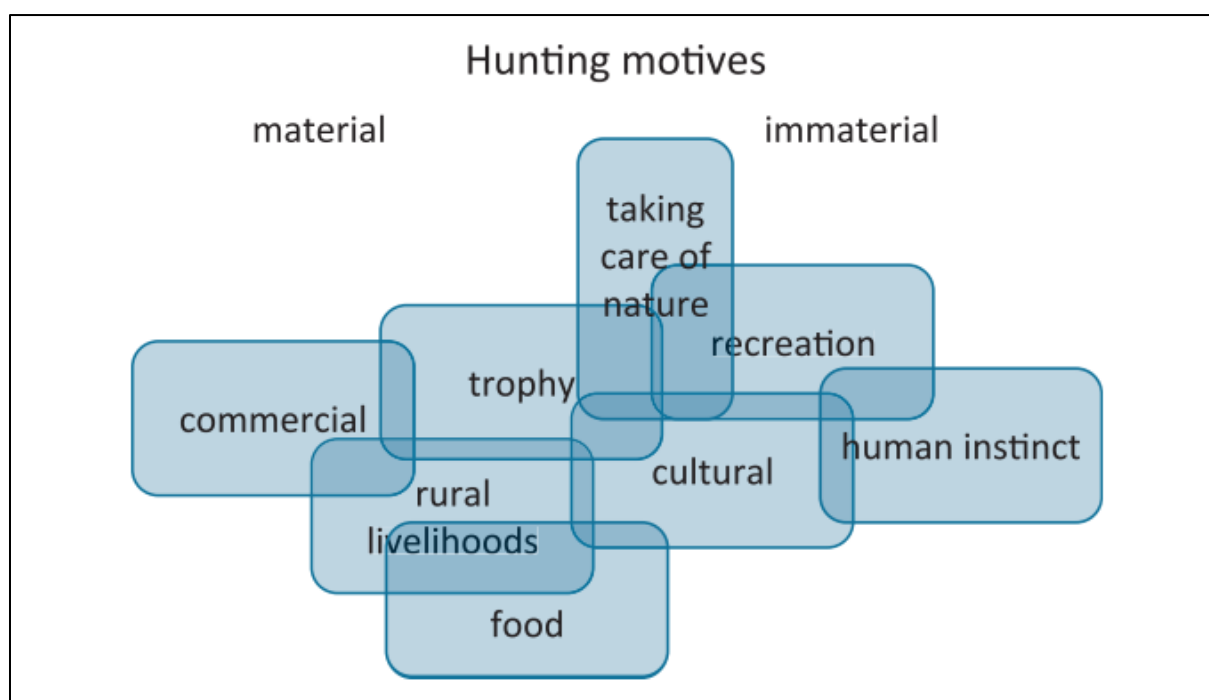 Hunting motives
material
immaterial
taking
care of
nature
recreation
trophy
commercial
human instinct
cultural
rural
livelihoods
food